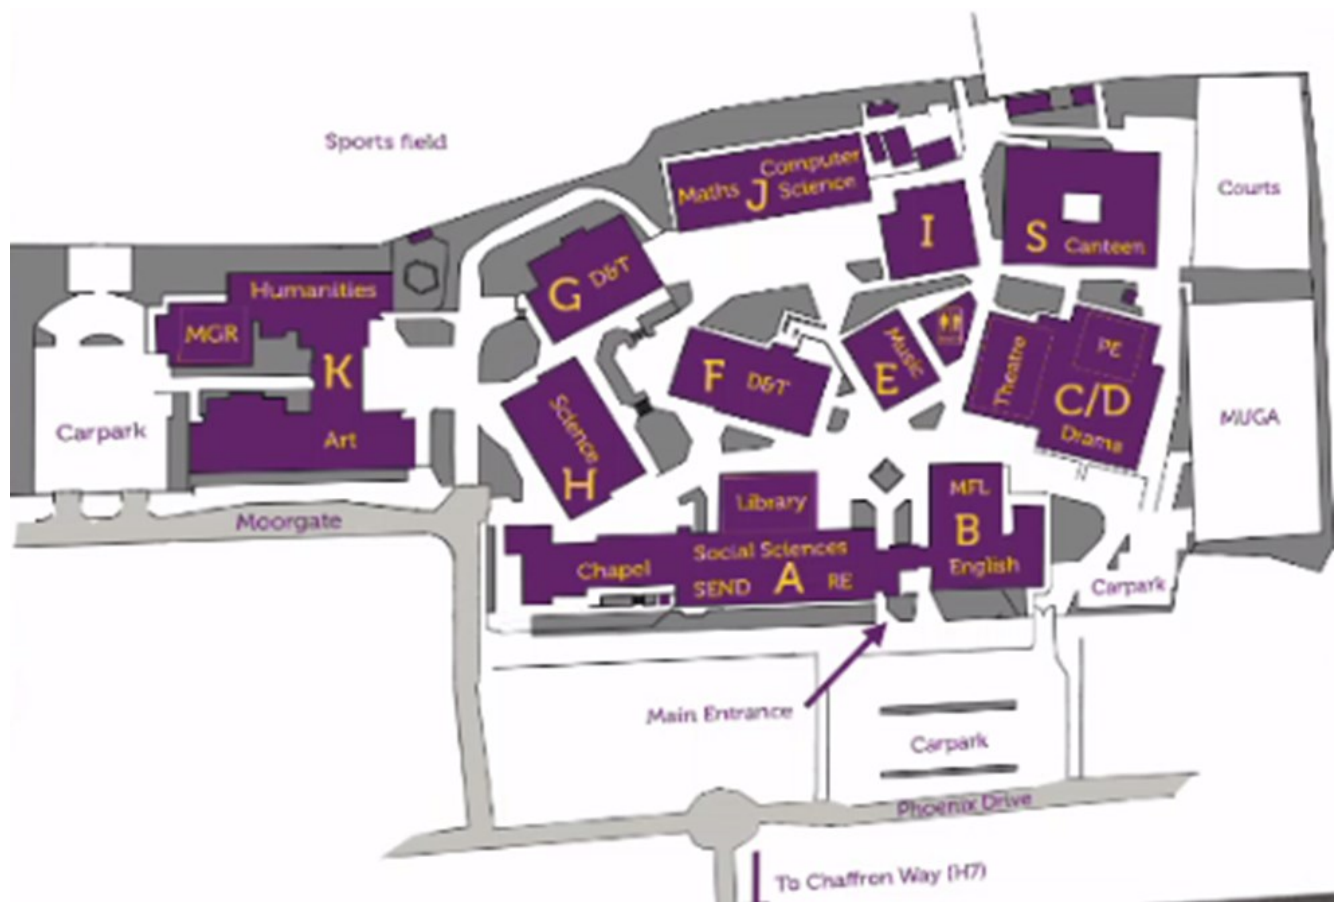 Sports field
Computer
Maths J Science
Courts
I
S Canteen
G D&T
Humanities
MGR
K
Music
E
Theatre
PE
F D&T
C/D
Drama
Carpark
Art
MUGA
Science
H
Library
MFL
B
English
Moorgate
Social Sciences
Chapel
SEND A RE
Carpark
Main Entrance
Carpark
Phoenix Drive
To Chaffron Way (H7)